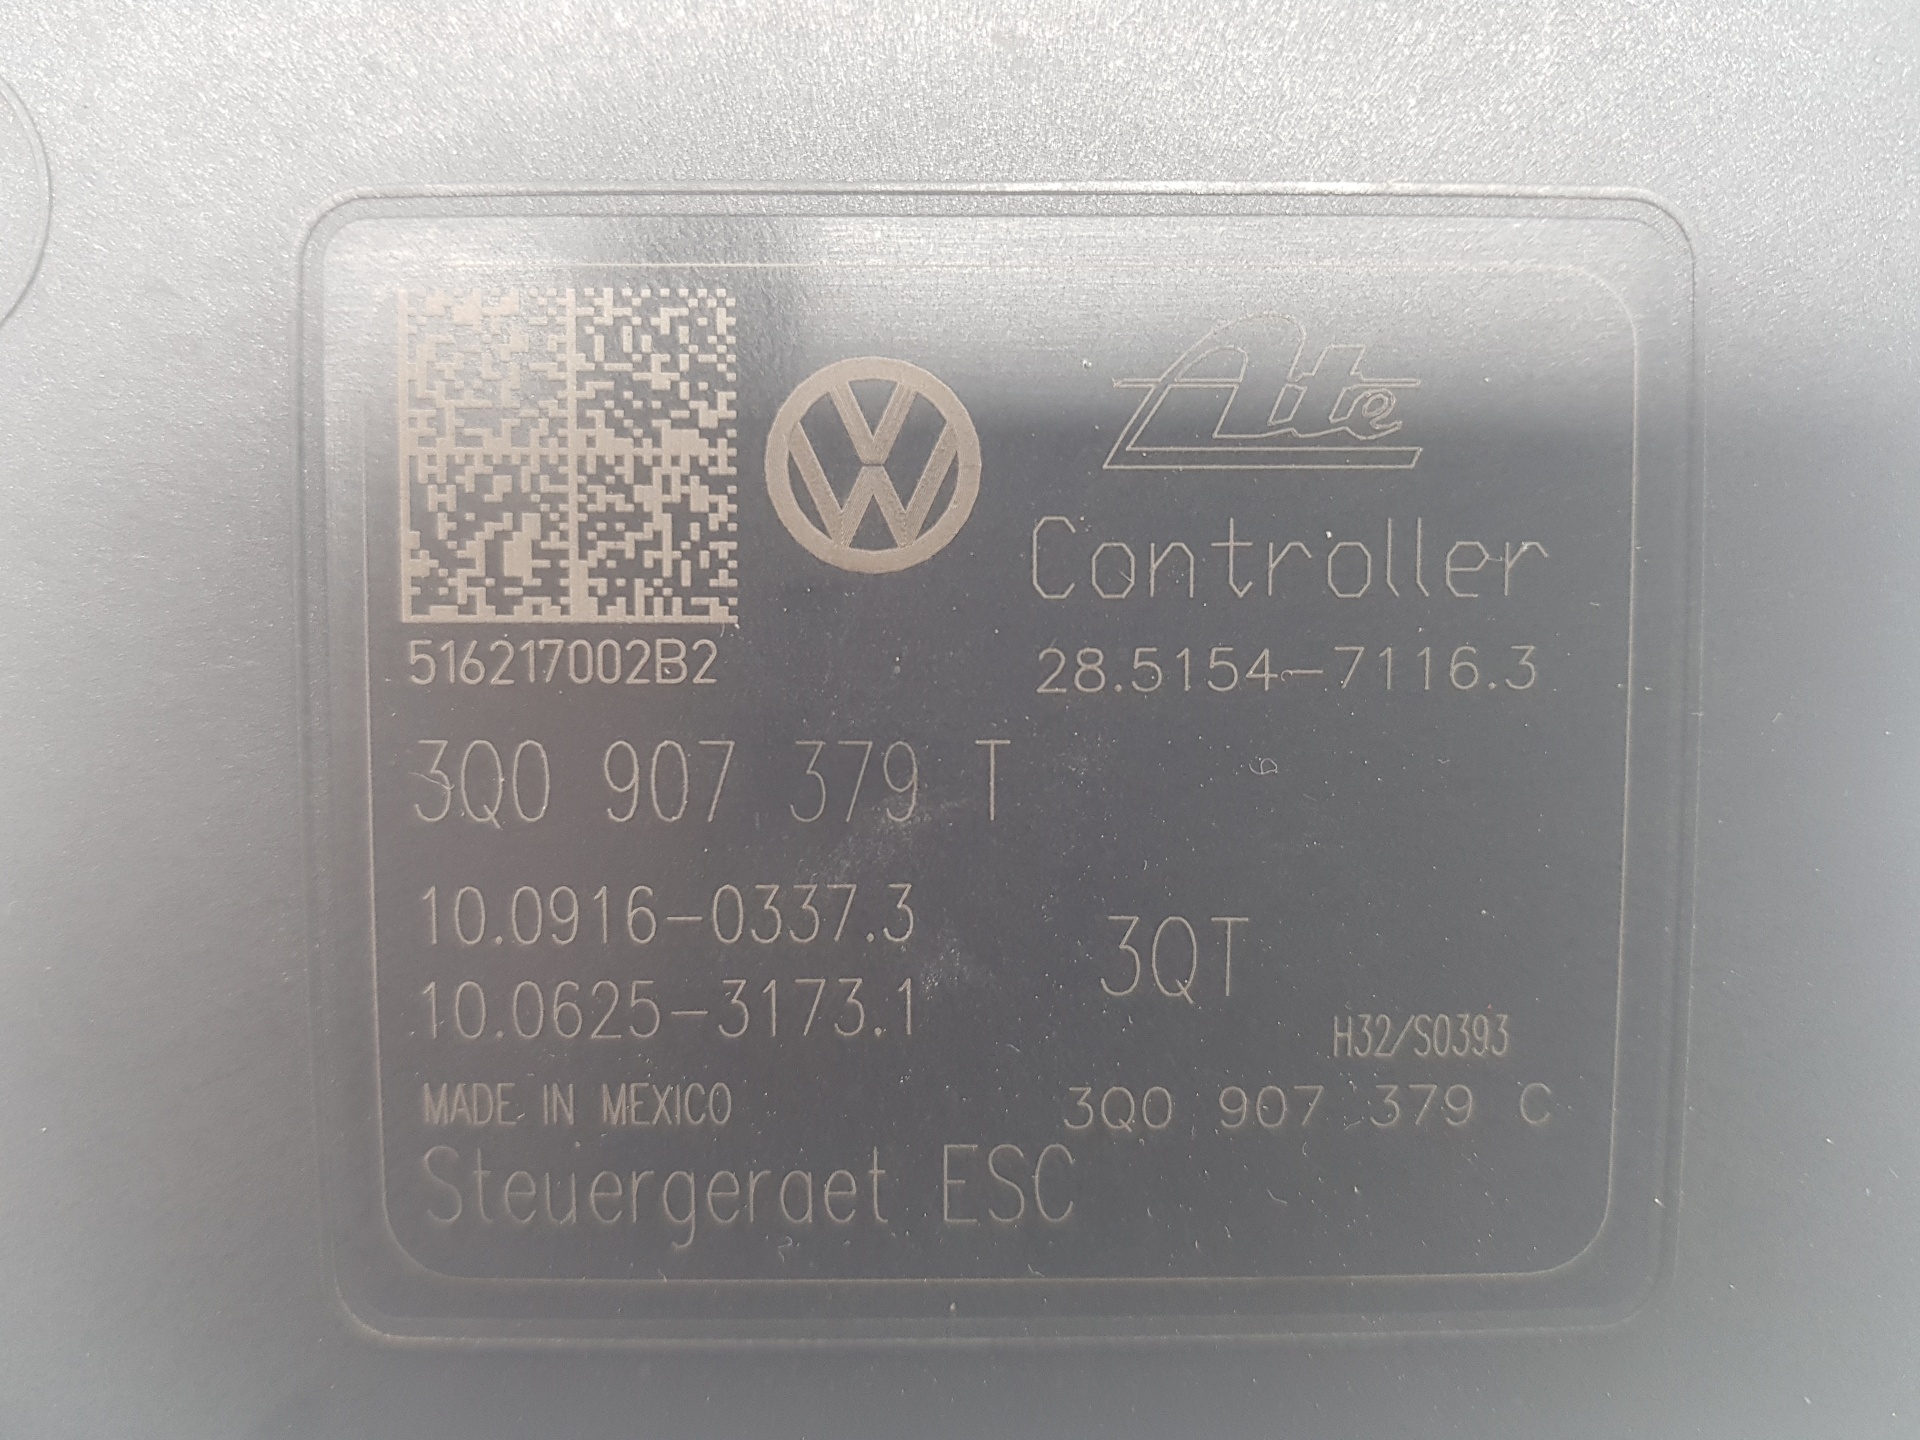 Ate
Controller
516217002B2
28.5154-7116.3
3Q0 907 379 T
10.0916-0337.3
3QT
10.0625-3173.1
H32/S0393
MADE IN MEXICO
3Q0 907 379 C
Steuergeraet ESC